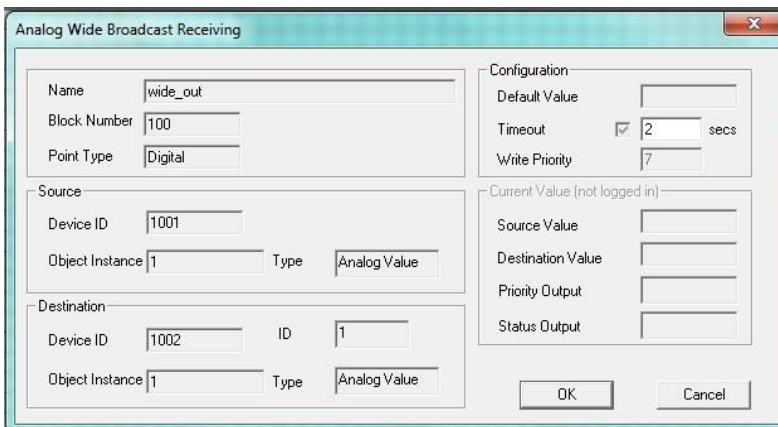 Analog Wide Broadcast Receiving
Name wide_out
Block Number 100
Point Type Digital
Configuration
Default Value
Timeout 2 secs
Write Priority 7
Source
Device ID 1001
Object Instance 1 Type Analog Value
Current Value (not logged in)
Source Value
Destination Value
Priority Output
Status Output
Destination
Device ID 1002 ID 1
Object Instance 1 Type Analog Value
OK Cancel